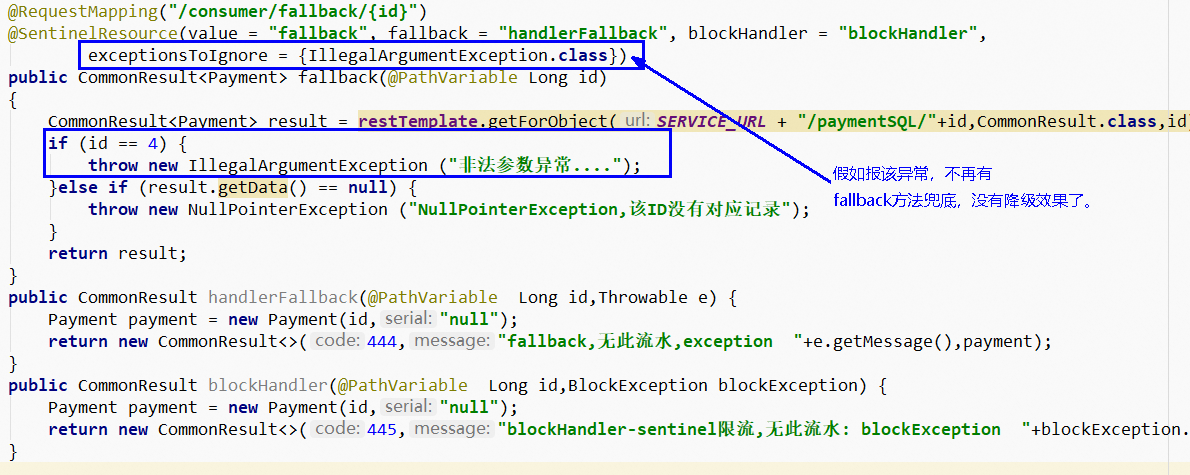 @RequestMapping("/consumer/fallback/{id}")
@SentinelResource(value = "fallback", fallback = "handlerFallback", blockHandler = "blockHandler",
exceptionsToIgnore = {IllegalArgumentException.class})
public CommonResult<Payment> fallback(@PathVariable Long id)
{
CommonResult<Payment> result = restTemplate.getForObject( url: SERVICE_URL + "/paymentSQL/"+id,CommonResult.class,id
if (id == 4) {
throw new IllegalArgumentException ("非法参数异常....");
}else if (result.getData() == null) {
throw new NullPointerException ("NullPointerException,该ID没有对应记录");
}
return result;
}
假如报该异常，不再有
fallback方法兜底，没有降级效果了。
public CommonResult handlerFallback(@PathVariable Long id,Throwable e) {
Payment payment = new Payment(id, serial: "null");
return new CommonResult<>( code: 444, message: "fallback,无此流水,exception "+e.getMessage(),payment);
}
public CommonResult blockHandler(@PathVariable Long id,BlockException blockException) {
Payment payment = new Payment(id, serial: "null");
return new CommonResult<>( code: 445, message: "blockHandler-sentinel限流,无此流水: blockException "+blockException.
}